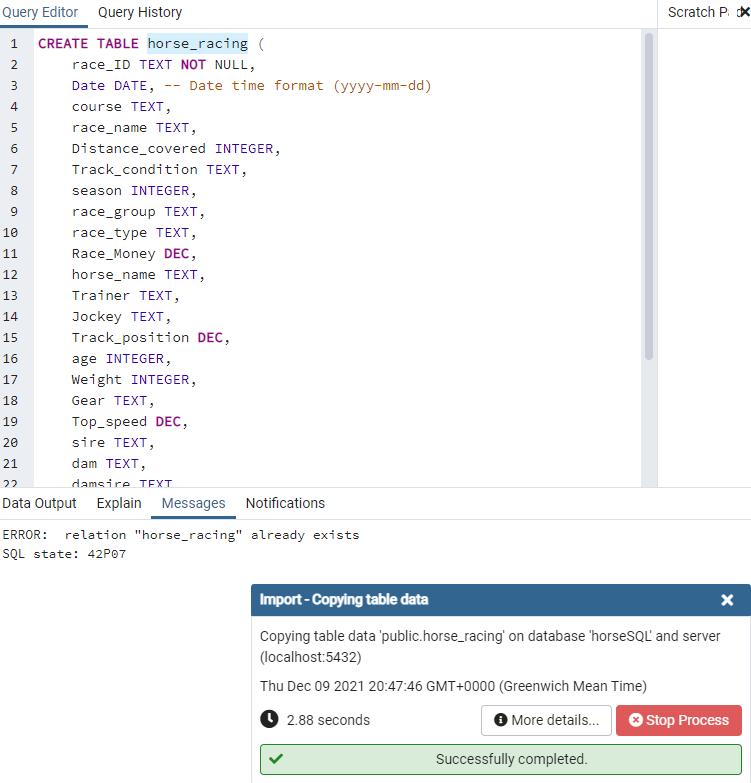 Query Editor Query History
Scratch P
1 CREATE TABLE horse_racing (
2 race_ID TEXT NOT NULL,
3 Date DATE, -- Date time format (yyyy-mm-dd)
4 course TEXT,
5 race_name TEXT,
6 Distance_covered INTEGER,
7 Track_condition TEXT,
8 season INTEGER,
9 race_group TEXT,
10 race_type TEXT,
11 Race_Money DEC,
12 horse_name TEXT,
13 Trainer TEXT,
14 Jockey TEXT,
15 Track_position DEC,
16 age INTEGER,
17 Weight INTEGER,
18 Gear TEXT,
19 Top_speed DEC,
20 sire TEXT,
21 dam TEXT,
22 damsire TEXT
Data Output Explain Messages Notifications
ERROR: relation "horse_racing" already exists
SQL state: 42P07
Import - Copying table data
Copying table data 'public.horse_racing' on database 'horseSQL' and server
(localhost:5432)
Thu Dec 09 2021 20:47:46 GMT+0000 (Greenwich Mean Time)
2.88 seconds More details... Stop Process
Successfully completed.